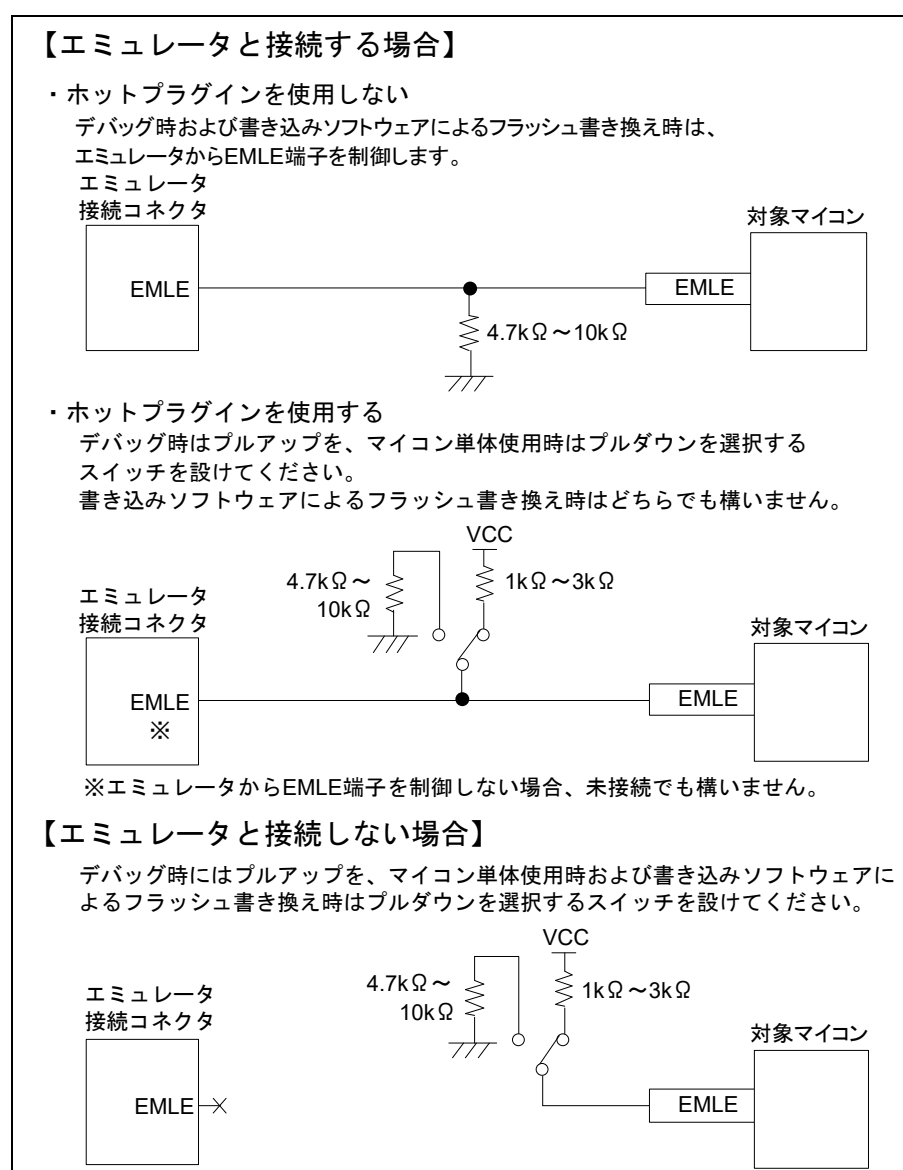 【エミュレータと接続する場合】
・ホットプラグインを使用しない
デバッグ時および書き込みソフトウェアによるフラッシュ書き換え時は、
エミュレータからEMLE端子を制御します。
エミュレータ
接続コネクタ
対象マイコン
EMLE
EMLE
4.7kΩ～10kΩ
・ホットプラグインを使用する
デバッグ時はプルアップを、マイコン単体使用時はプルダウンを選択する
スイッチを設けてください。
書き込みソフトウェアによるフラッシュ書き換え時はどちらでも構いません。
VCC
4.7kΩ～
10kΩ
1kΩ～3kΩ
エミュレータ
接続コネクタ
対象マイコン
EMLE
※
EMLE
※エミュレータからEMLE端子を制御しない場合、未接続でも構いません。
【エミュレータと接続しない場合】
デバッグ時にはプルアップを、マイコン単体使用時および書き込みソフトウェアに
よるフラッシュ書き換え時はプルダウンを選択するスイッチを設けてください。
VCC
4.7kΩ～
10kΩ
1kΩ～3kΩ
エミュレータ
接続コネクタ
対象マイコン
EMLE
EMLE